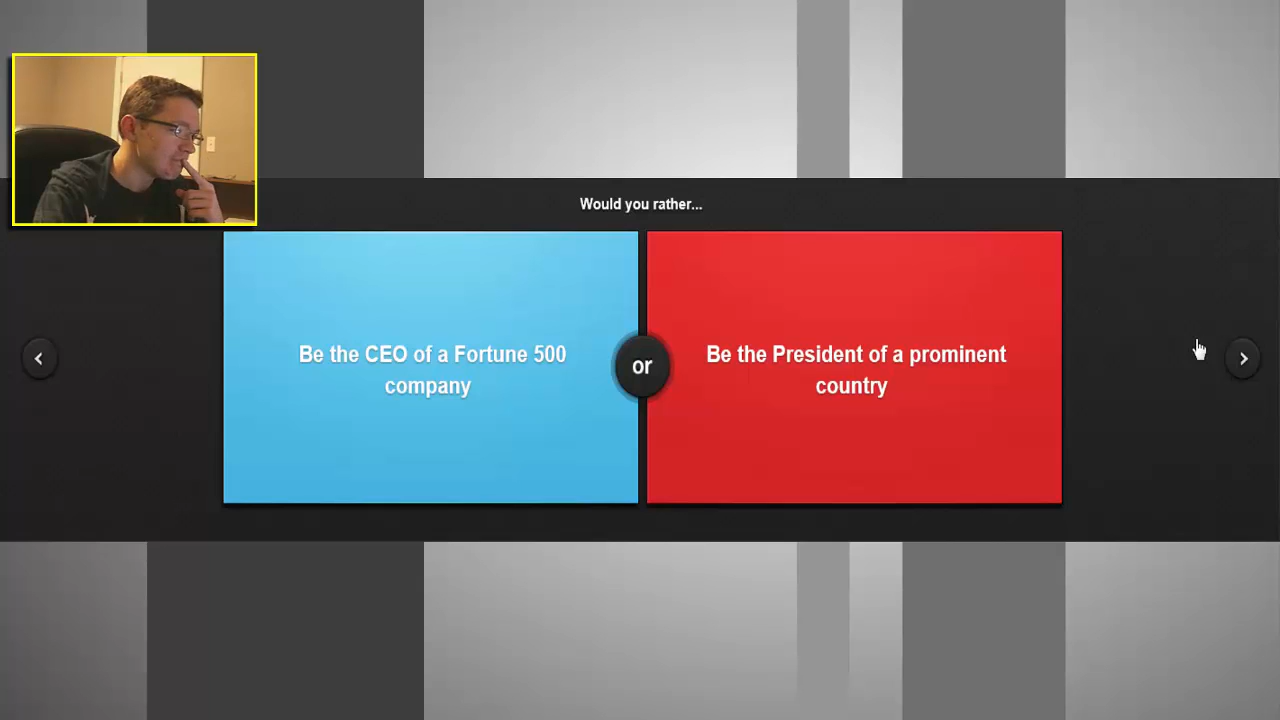 Would you rather...
Be the CEO of a Fortune 500
company
or
Be the President of a prominent
country